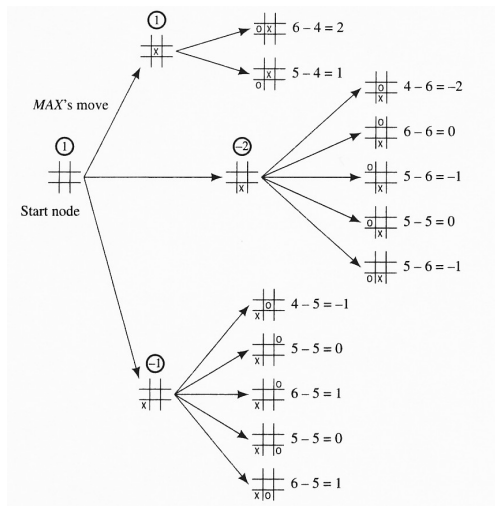 1
o x 6 – 4 = 2
x
x
o 5 – 4 = 1
MAX's move
1
Start node
–2
x
o
x 4 – 6 = –2
o
x 6 – 6 = 0
o
x 5 – 6 = –1
o
x 5 – 5 = 0
o x 5 – 6 = –1
–1
x
o
x 4 – 5 = –1
o
x 5 – 5 = 0
o
x 6 – 5 = 1
x o 5 – 5 = 0
x o 6 – 5 = 1